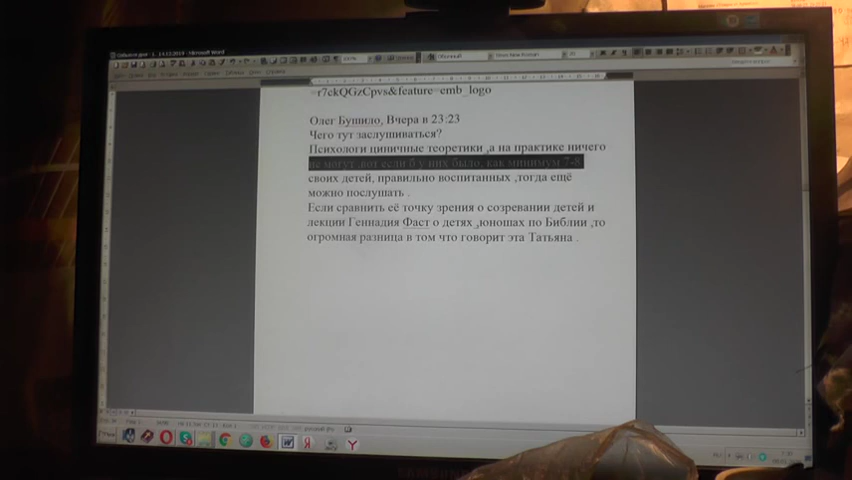 - Microsoft Word
r7ckQGzCpvs&feature=emb_logo
Олег Бушило, Вчера в 23:23
Чего тут заслушиваться?
Психологи циничные теоретики ,а на практике ничего
не могут ,вот если б у них было, как минимум 7-8
своих детей, правильно воспитанных ,тогда ещё
можно послушать .
Если сравнить её точку зрения о созревании детей и
лекции Геннадия Фаст о детях ,юношах по Библии ,то
огромная разница в том что говорит эта Татьяна .